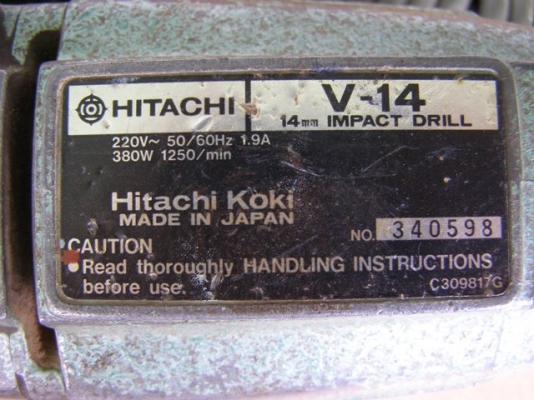 HITACHI
V-14
14mm IMPACT DRILL
220V~ 50/60Hz 1.9A
380W 1250/min
Hitachi Koki
MADE IN JAPAN
NO. 340598
CAUTION
• Read thoroughly HANDLING INSTRUCTIONS
before use.
C309817G